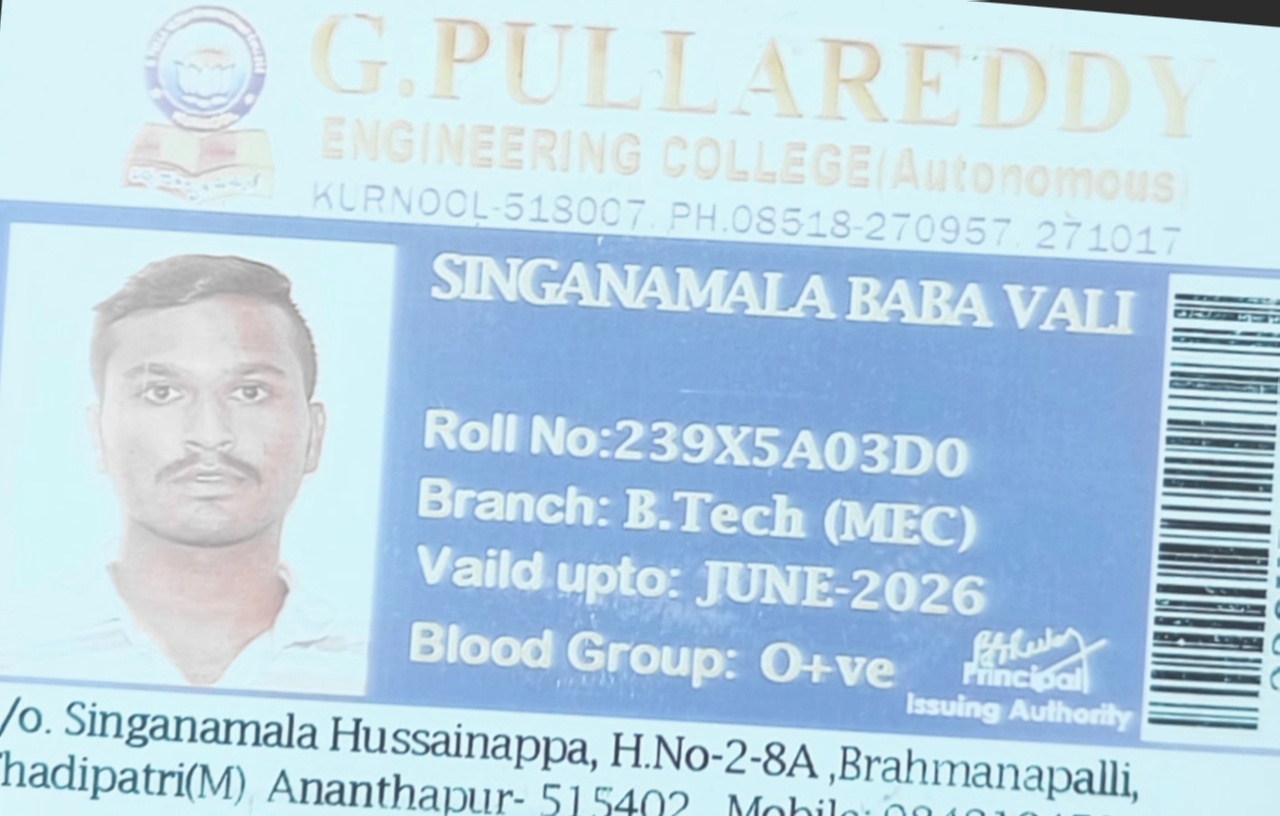 G.PULLAREDDY
ENGINEERING COLLEGE(Autonomous)
KURNOOL-518007. PH.08518-270957. 271017
SINGANAMALA BABA VALI
Roll No:239X5A03D0
Branch: B.Tech (MEC)
Vaild upto: JUNE-2026
Blood Group: O+ve
Principal
Issuing Authority
/o. Singanamala Hussainappa, H.No-2-8A ,Brahmanapalli,
hadipatri(M) Ananthapur- 515402 Mobile: